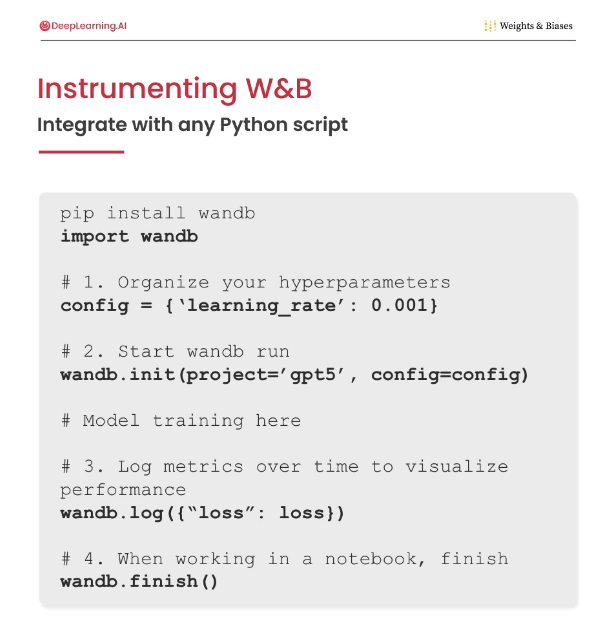 DeepLearning.AI
Weights & Biases
Instrumenting W&B
Integrate with any Python script
pip install wandb
import wandb
# 1. Organize your hyperparameters
config = {‘learning_rate’: 0.001}
# 2. Start wandb run
wandb.init(project=’gpt5’, config=config)
# Model training here
# 3. Log metrics over time to visualize
performance
wandb.log({“loss”: loss})
# 4. When working in a notebook, finish
wandb.finish()